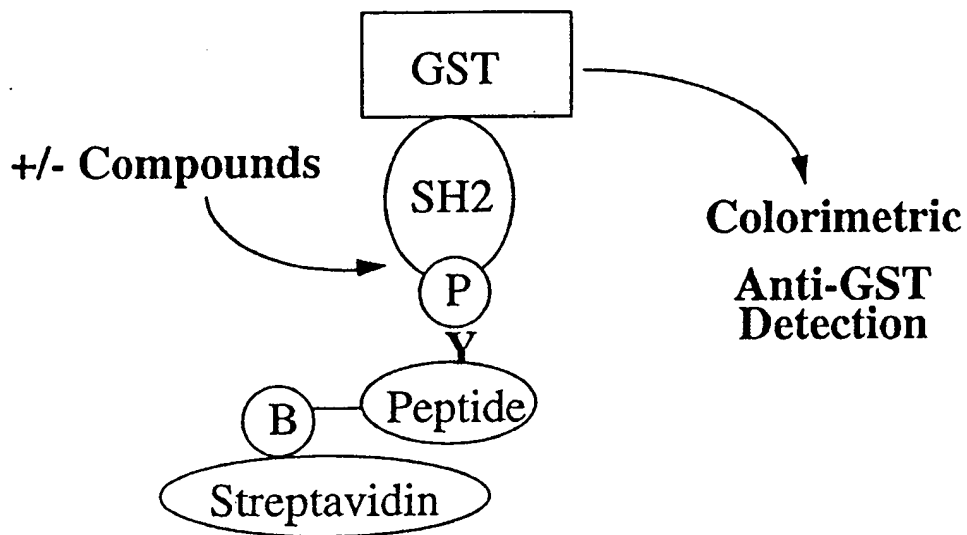 GST
+/- Compounds
SH2
Colorimetric
P
Anti-GST
Detection
Y
Peptide
B
Streptavidin